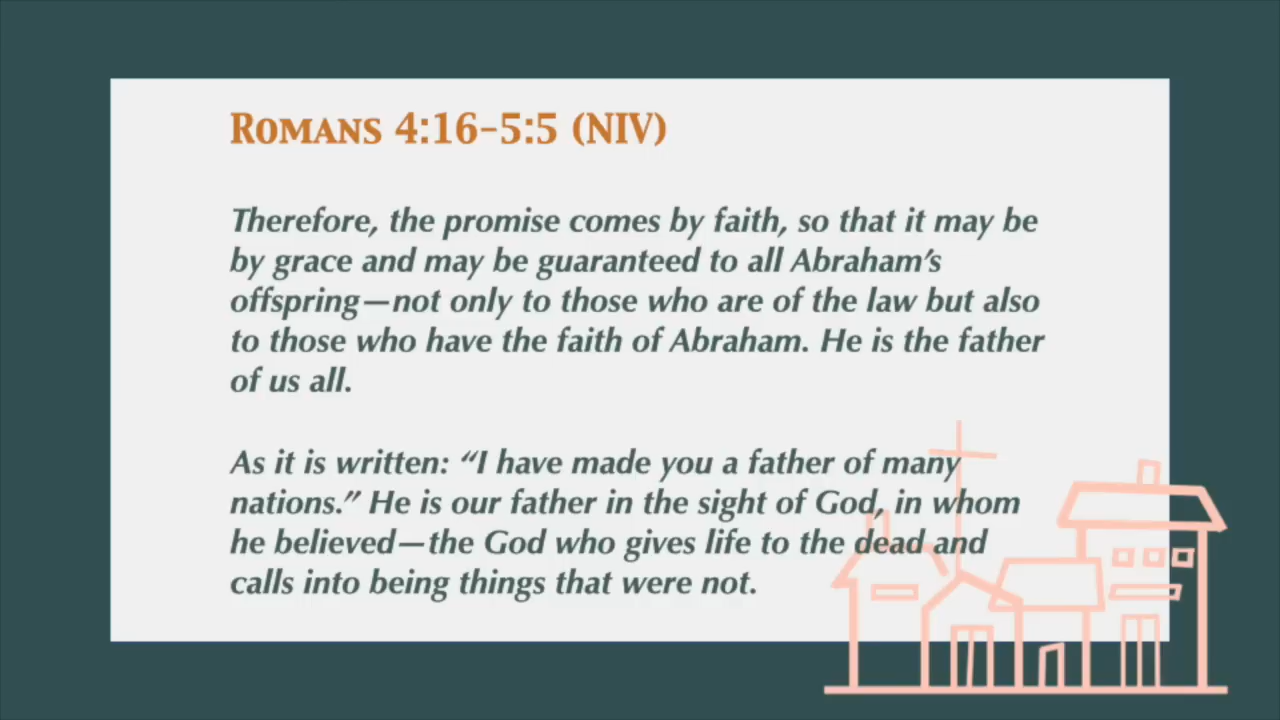 Romans 4:16–5:5 (NIV)
Therefore, the promise comes by faith, so that it may be
by grace and may be guaranteed to all Abraham’s
offspring—not only to those who are of the law but also
to those who have the faith of Abraham. He is the father
of us all.
As it is written: “I have made you a father of many
nations.” He is our father in the sight of God, in whom
he believed—the God who gives life to the dead and
calls into being things that were not.